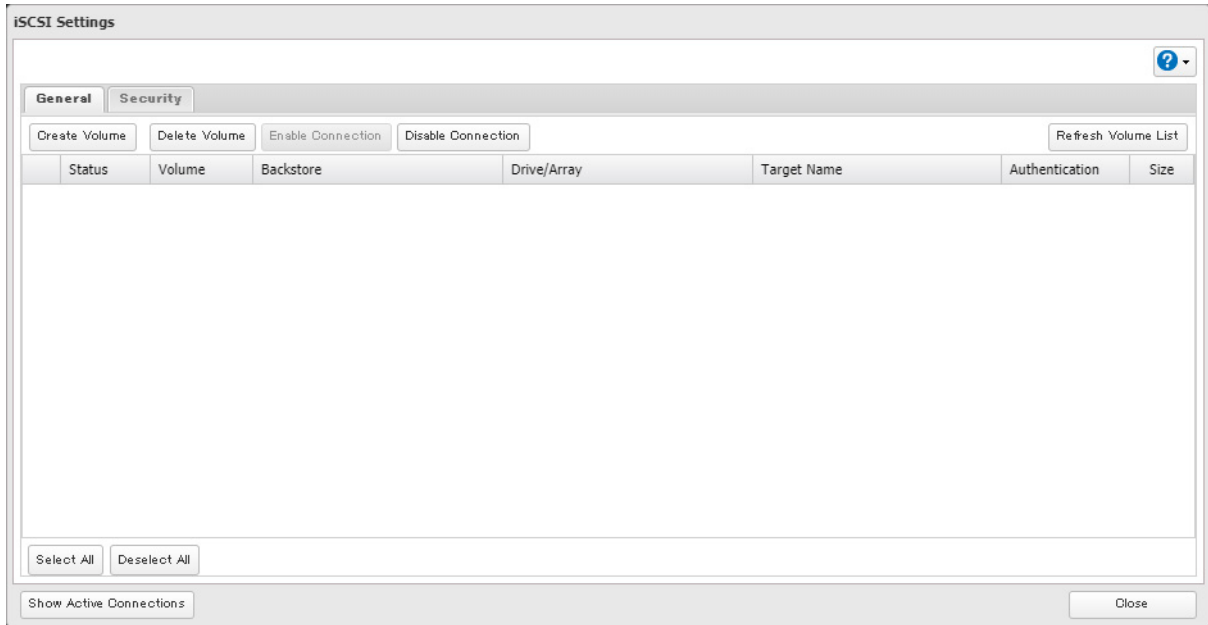 iSCSI Settings
?
General Security
Create Volume Delete Volume Enable Connection Disable Connection Refresh Volume List
Status Volume Backstore Drive/Array Target Name Authentication Size
Select All Deselect All
Show Active Connections Close